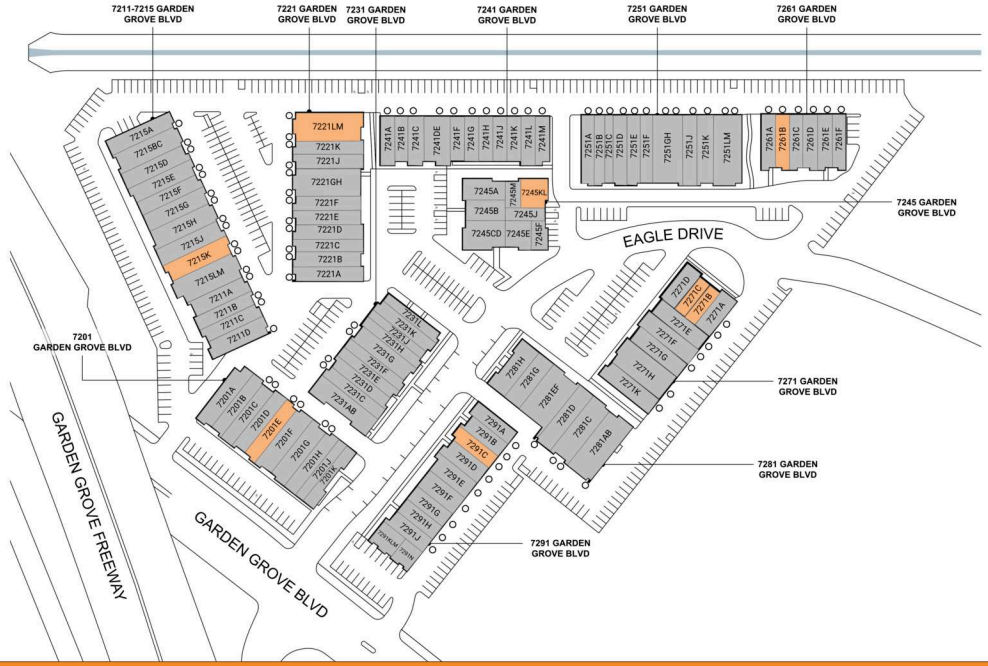 7211-7215 GARDEN
GROVE BLVD
7221 GARDEN
GROVE BLVD
7231 GARDEN
GROVE BLVD
7241 GARDEN
GROVE BLVD
7251 GARDEN
GROVE BLVD
7261 GARDEN
GROVE BLVD
7215A
7215BC
7215D
7215E
7215F
7215G
7215H
7215J
7215K
7215LM
7211A
7211B
7211C
7211D
7221LM
7221K
7221J
7221GH
7221F
7221E
7221D
7221C
7221B
7221A
7241A
7241B
7241C
7241DE
7241F
7241G
7241H
7241J
7241K
7241L
7241M
7251A
7251B
7251C
7251D
7251E
7251F
7251GH
7251J
7251K
7251LM
7261A
7261B
7261C
7261D
7261E
7261F
7245A
7245M
7245KL
7245B
7245J
7245CD
7245E
7245F
7245 GARDEN
GROVE BLVD
EAGLE DRIVE
7271D
7271C
7271B
7271A
7271E
7271F
7271G
7271H
7271K
7271 GARDEN
GROVE BLVD
7231L
7231K
7231J
7231H
7231G
7231F
7231E
7231D
7231C
7231AB
7201
GARDEN GROVE BLVD
7201A
7201B
7201C
7201D
7201E
7201F
7201G
7201H
7201J
7201K
7281H
7281G
7281EF
7281D
7281C
7281AB
7281 GARDEN
GROVE BLVD
7291A
7291B
7291C
7291D
7291E
7291F
7291G
7291H
7291J
7291KLM
7291N
7291 GARDEN
GROVE BLVD
GARDEN GROVE FREEWAY
GARDEN GROVE BLVD